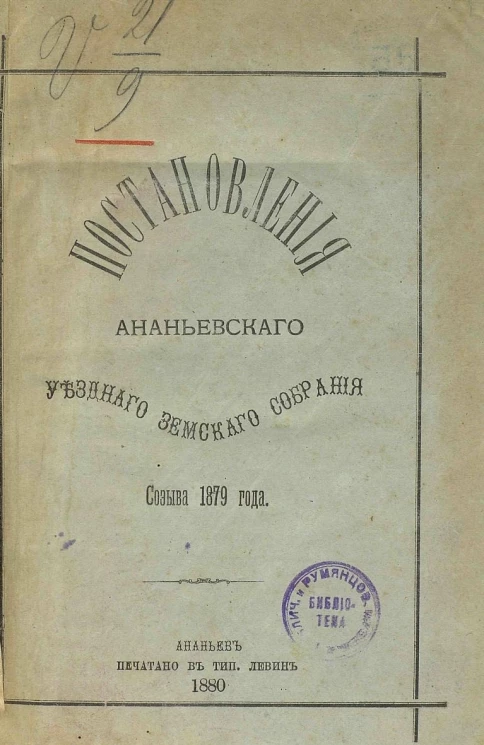 V. 21/9
ПОСТАНОВЛЕНІЯ
АНАНЬЕВСКАГО
УѢЗДНАГО ЗЕМСКАГО СОБРАНІЯ
Созыва 1879 года.
ЛИЧ. и РУМЯНЦОВ.
БИБЛІО-
ТЕКА
АНАНЬЕВЪ
ПЕЧАТАНО ВЪ ТИП. ЛЕВИНЪ
1880